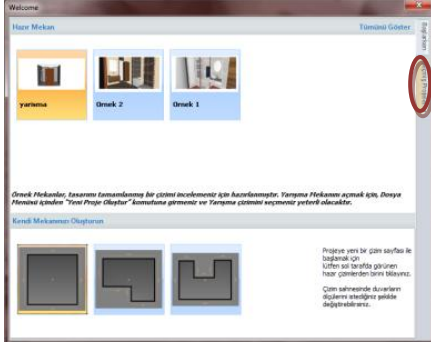 Welcome
Hazır Mekan
Tümünü Göster
yarisma
Ornek 2
Ornek 1
Örnek Mekanlar, tasarımı tamamlanmış bir çizimi incelemeniz için hazırlanmıştır. Yarışma Mekanını açmak için, Dosya
Menüsü içinden "Yeni Proje Oluştur" komutuna girmeniz ve Yarışma çizimini seçmeniz yeterli olacaktır.
Kendi Mekanınızı Oluşturun
Projeye yeni bir çizim sayfası ile
başlamak için
lütfen sol tarafda görünen
hazır çizimlerden birini tıklayınız.
Çizim sahnesinde duvarların
ölçülerini istediğiniz şekilde
değiştirebilirsiniz.